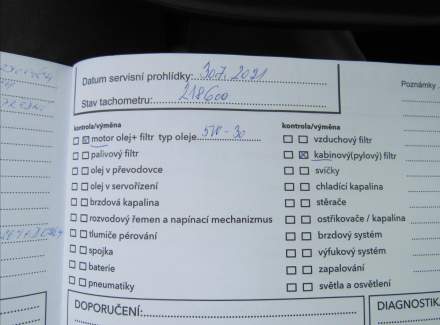 Datum servisní prohlídky: 30.7. 2021
Stav tachometru: 218600
Poznámky
kontrola/výměna
motor olej+ filtr typ oleje 5W-30
palivový filtr
olej v převodovce
olej v servořízení
brzdová kapalina
rozvodový řemen a napínací mechanizmus
tlumiče pérování
spojka
baterie
pneumatiky
kontrola/výměna
vzduchový filtr
kabinový(pylový) filtr
svíčky
chladící kapalina
stěrače
ostřikovače / kapalina
brzdový systém
výfukový systém
zapalování
světla a osvětlení
DOPORUČENÍ:
DIAGNOSTIK